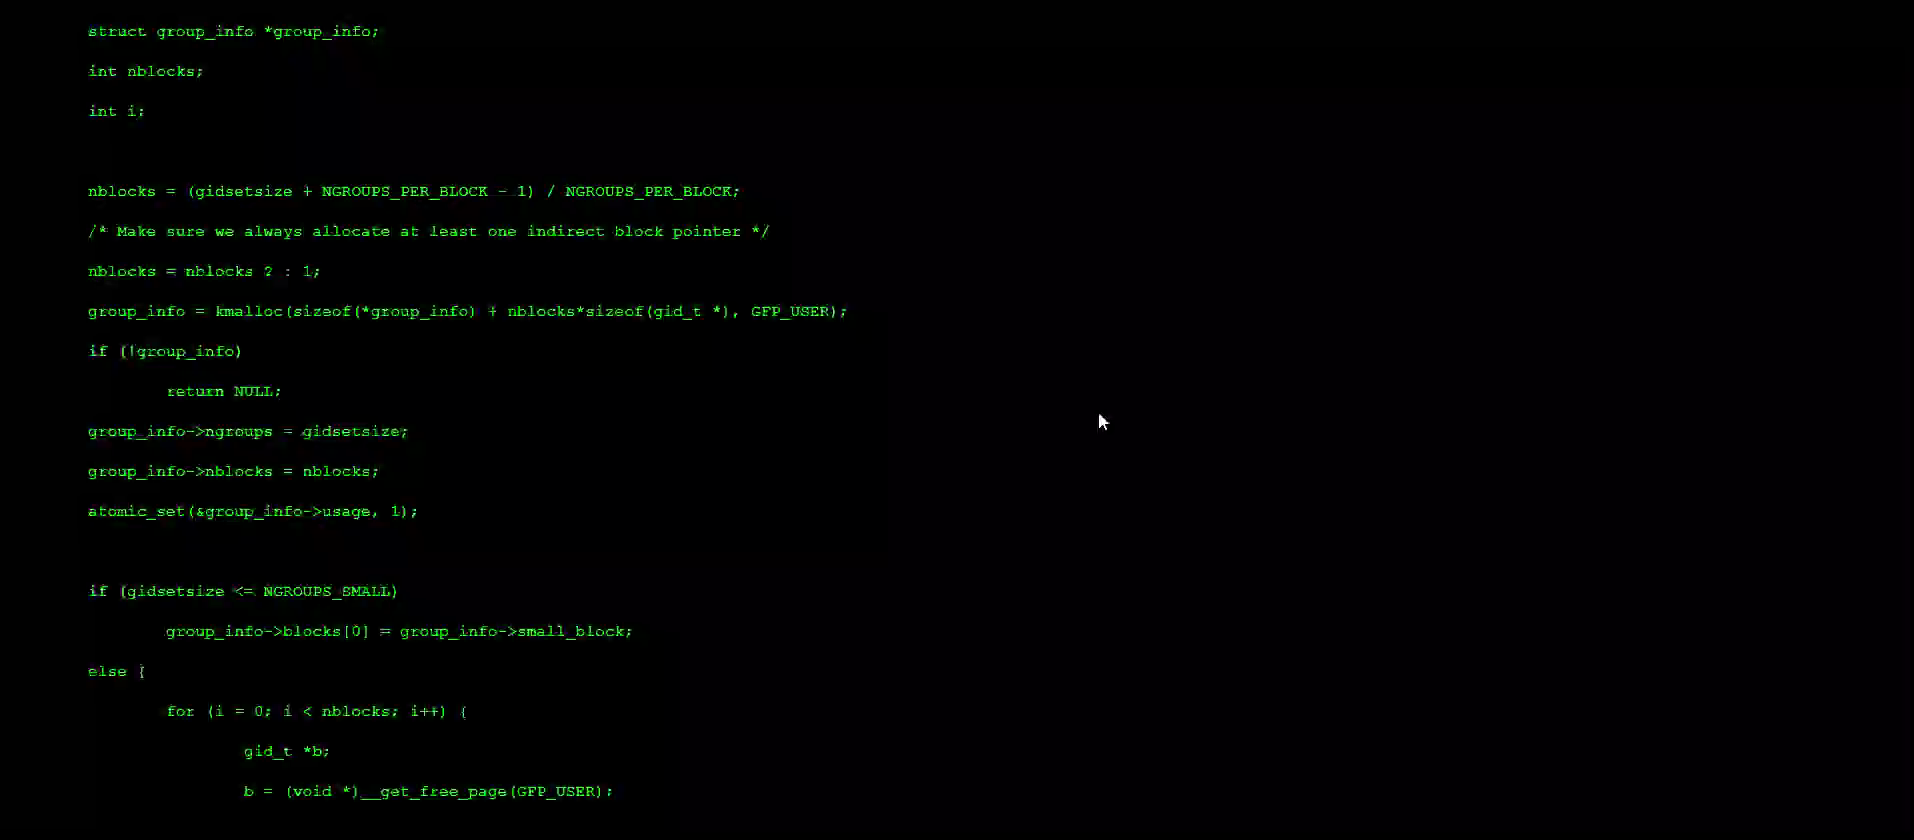 struct group_info *group_info;
int nblocks;
int i;
nblocks = (gidsetsize + NGROUPS_PER_BLOCK - 1) / NGROUPS_PER_BLOCK;
/* Make sure we always allocate at least one indirect block pointer */
nblocks = nblocks ? : 1;
group_info = kmalloc(sizeof(*group_info) + nblocks*sizeof(gid_t *), GFP_USER);
if (!group_info)
return NULL;
group_info->ngroups = gidsetsize;
group_info->nblocks = nblocks;
atomic_set(&group_info->usage, 1);
if (gidsetsize <= NGROUPS_SMALL)
group_info->blocks[0] = group_info->small_block;
else {
for (i = 0; i < nblocks; i++) {
gid_t *b;
b = (void *)__get_free_page(GFP_USER);